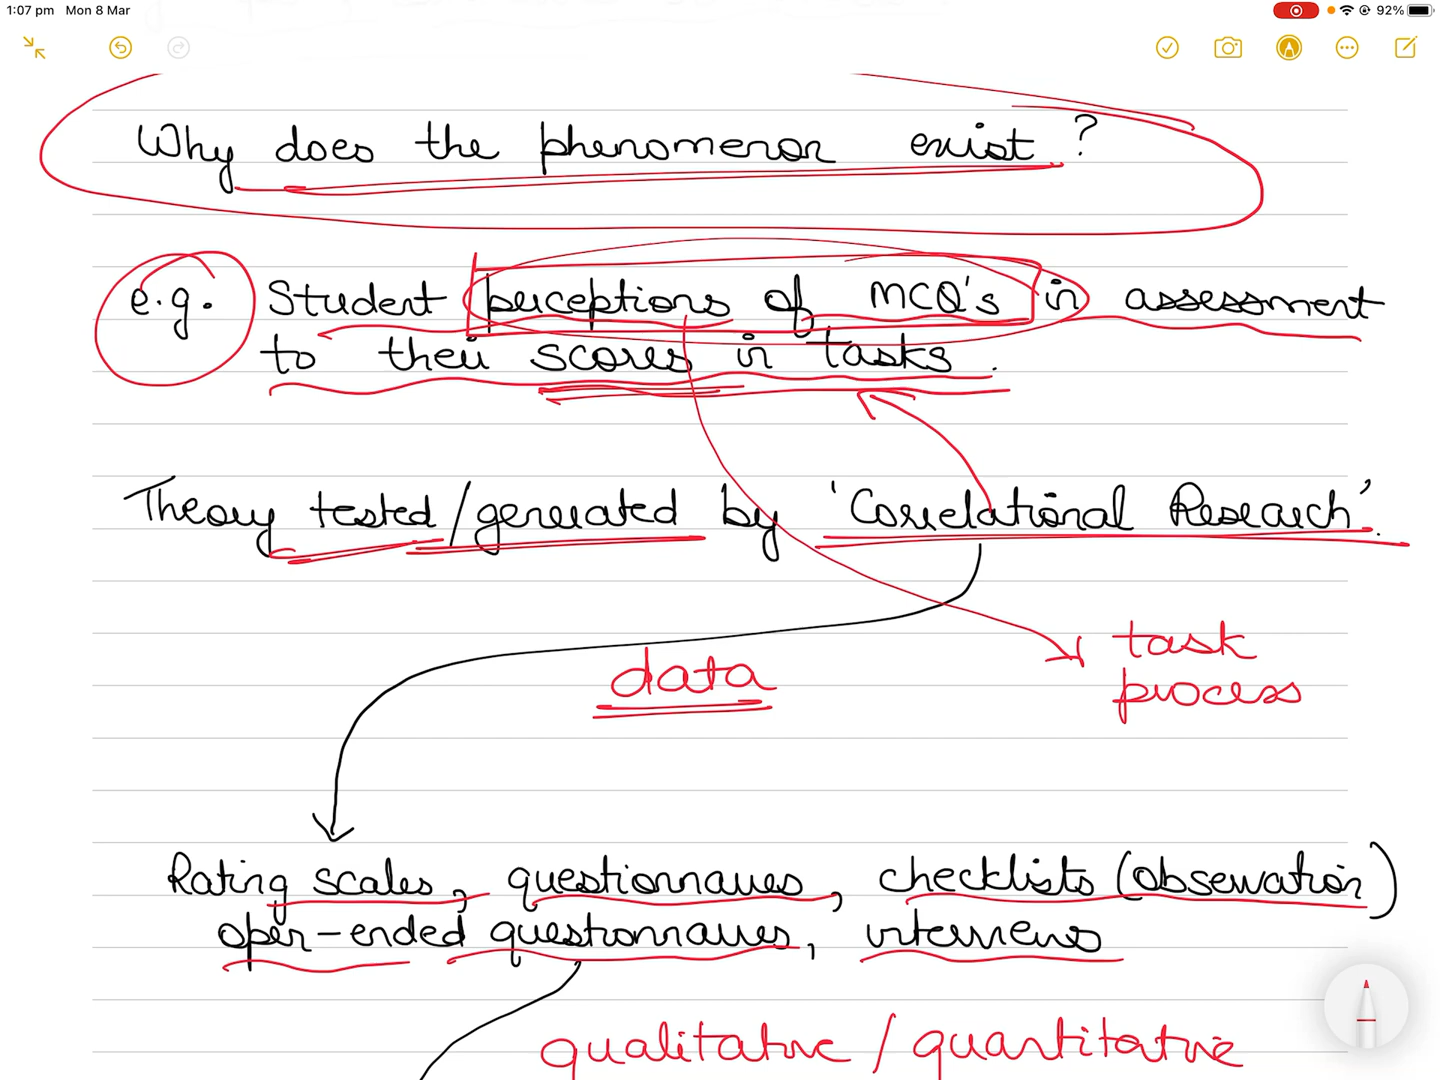 1:07 pm Mon 8 Mar
92%
Why does the phenomenon exist ?
e.g. Student perceptions of MCQ's in assessment
to their scores in tasks.
Theory tested/generated by 'Correlational Research'.
data
task
process
Rating scales, questionnaires, checklists (observation)
open-ended questionnaires, interviews
qualitative / quantitative